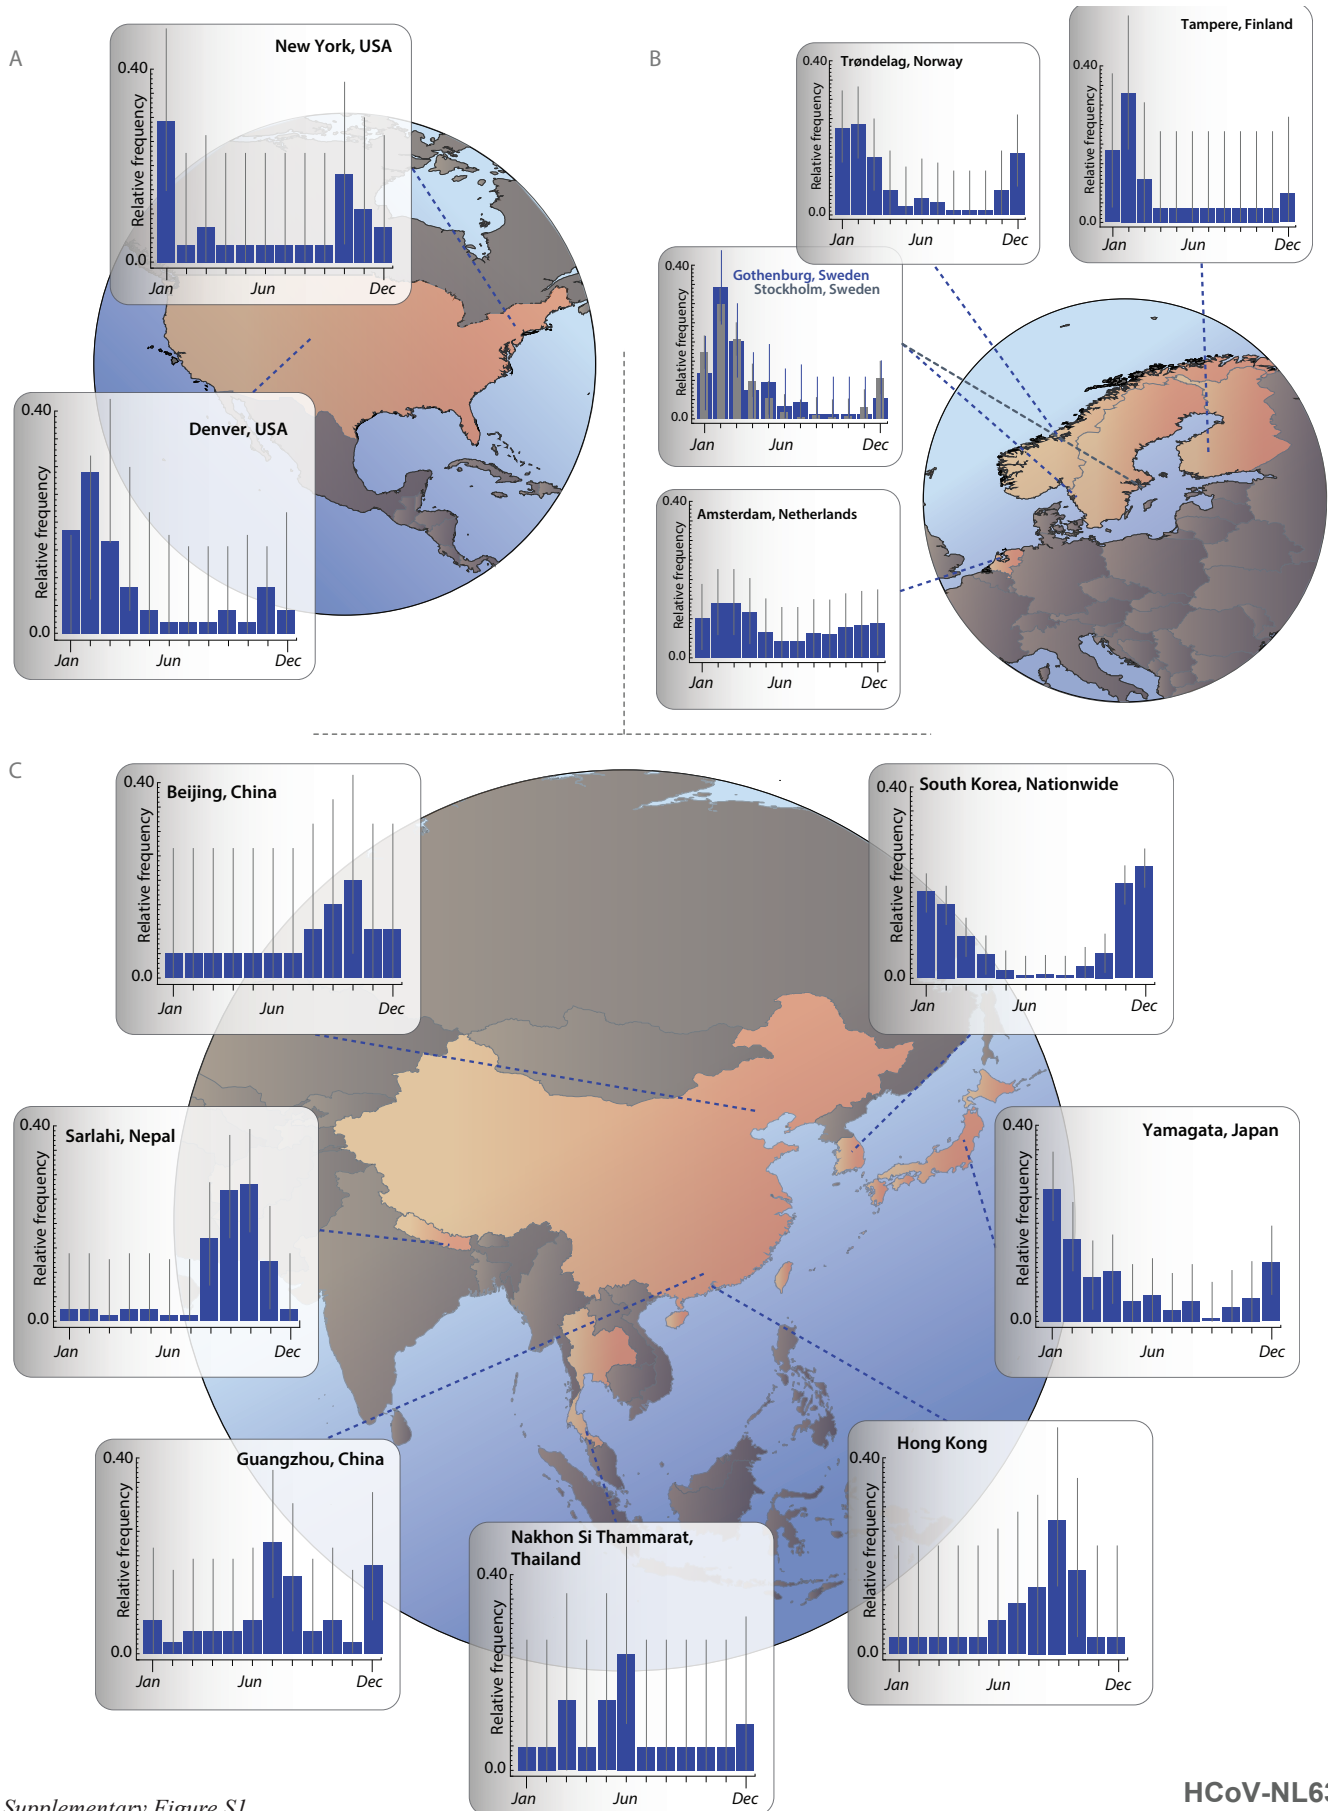 A
New York, USA
0.40
Relative frequency
0.0
Jan
Jun
Dec
Denver, USA
0.40
Relative frequency
0.0
Jan
Jun
Dec
B
Trøndelag, Norway
0.40
Relative frequency
0.0
Jan
Jun
Dec
Tampere, Finland
0.40
Relative frequency
0.0
Jan
Jun
Dec
Gothenburg, Sweden
Stockholm, Sweden
0.40
Relative frequency
0.0
Jan
Jun
Dec
Amsterdam, Netherlands
0.40
Relative frequency
0.0
Jan
Jun
Dec
C
Beijing, China
0.40
Relative frequency
0.0
Jan
Jun
Dec
South Korea, Nationwide
0.40
Relative frequency
0.0
Jan
Jun
Dec
Sarlahi, Nepal
0.40
Relative frequency
0.0
Jan
Jun
Dec
Yamagata, Japan
0.40
Relative frequency
0.0
Jan
Jun
Dec
Guangzhou, China
0.40
Relative frequency
0.0
Jan
Jun
Dec
Nakhon Si Thammarat,
Thailand
0.40
Relative frequency
0.0
Jan
Jun
Dec
Hong Kong
0.40
Relative frequency
0.0
Jan
Jun
Dec
Supplementary Figure S1
HCoV-NL63